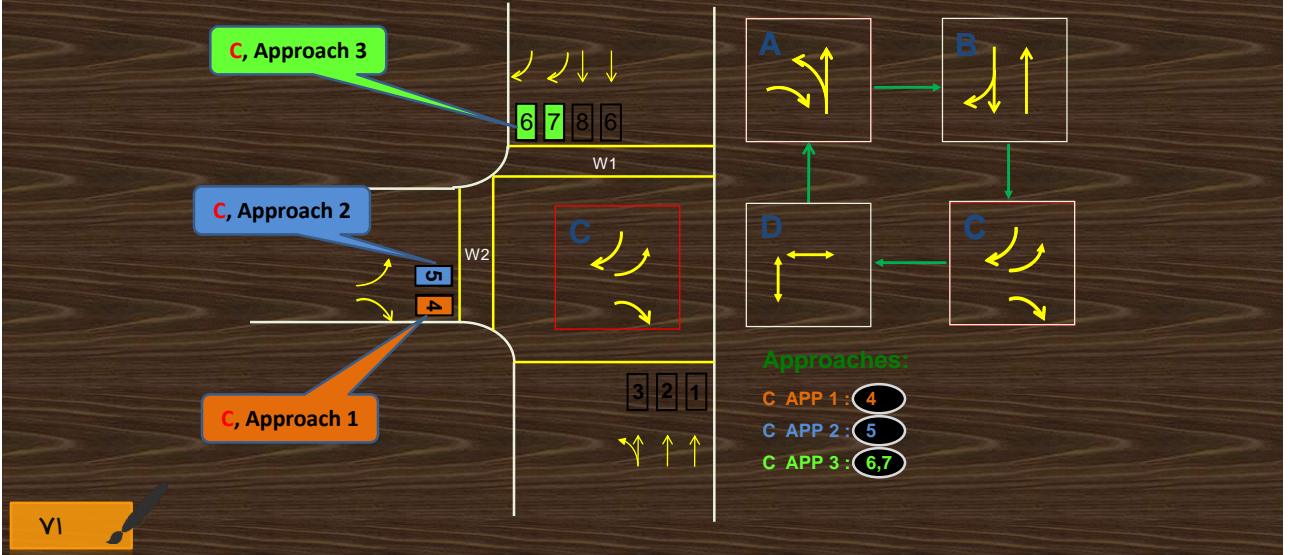 C, Approach 3
6 7 8 6
W1
C, Approach 2
W2
5
4
C
C, Approach 1
3 2 1
A
B
D
C
Approaches:
C APP 1 : 4
C APP 2 : 5
C APP 3 : 6,7
٧١